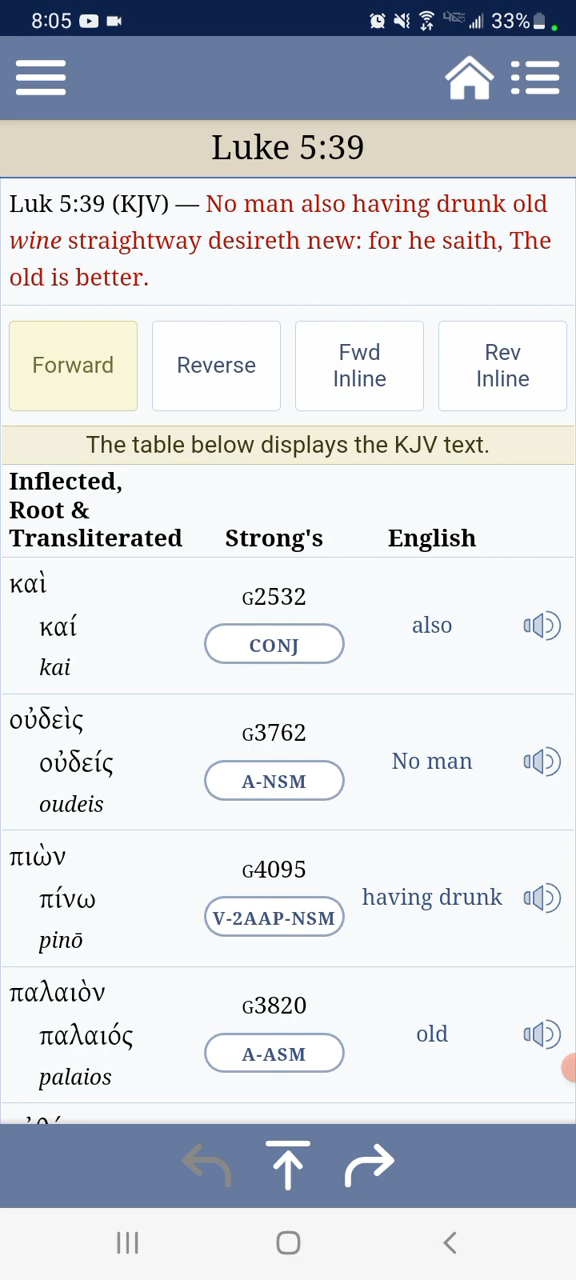 8:05 33%
Luke 5:39
Luk 5:39 (KJV) — No man also having drunk old
wine straightway desireth new: for he saith, The
old is better.
Forward
Reverse
Fwd
Inline
Rev
Inline
The table below displays the KJV text.
Inflected,
Root &
Transliterated
Strong's
English
καὶ
καί
kai
G2532
CONJ
also
οὐδεὶς
οὐδείς
oudeis
G3762
A-NSM
No man
πιὼν
πίνω
pinō
G4095
V-2AAP-NSM
having drunk
παλαιὸν
παλαιός
palaios
G3820
A-ASM
old